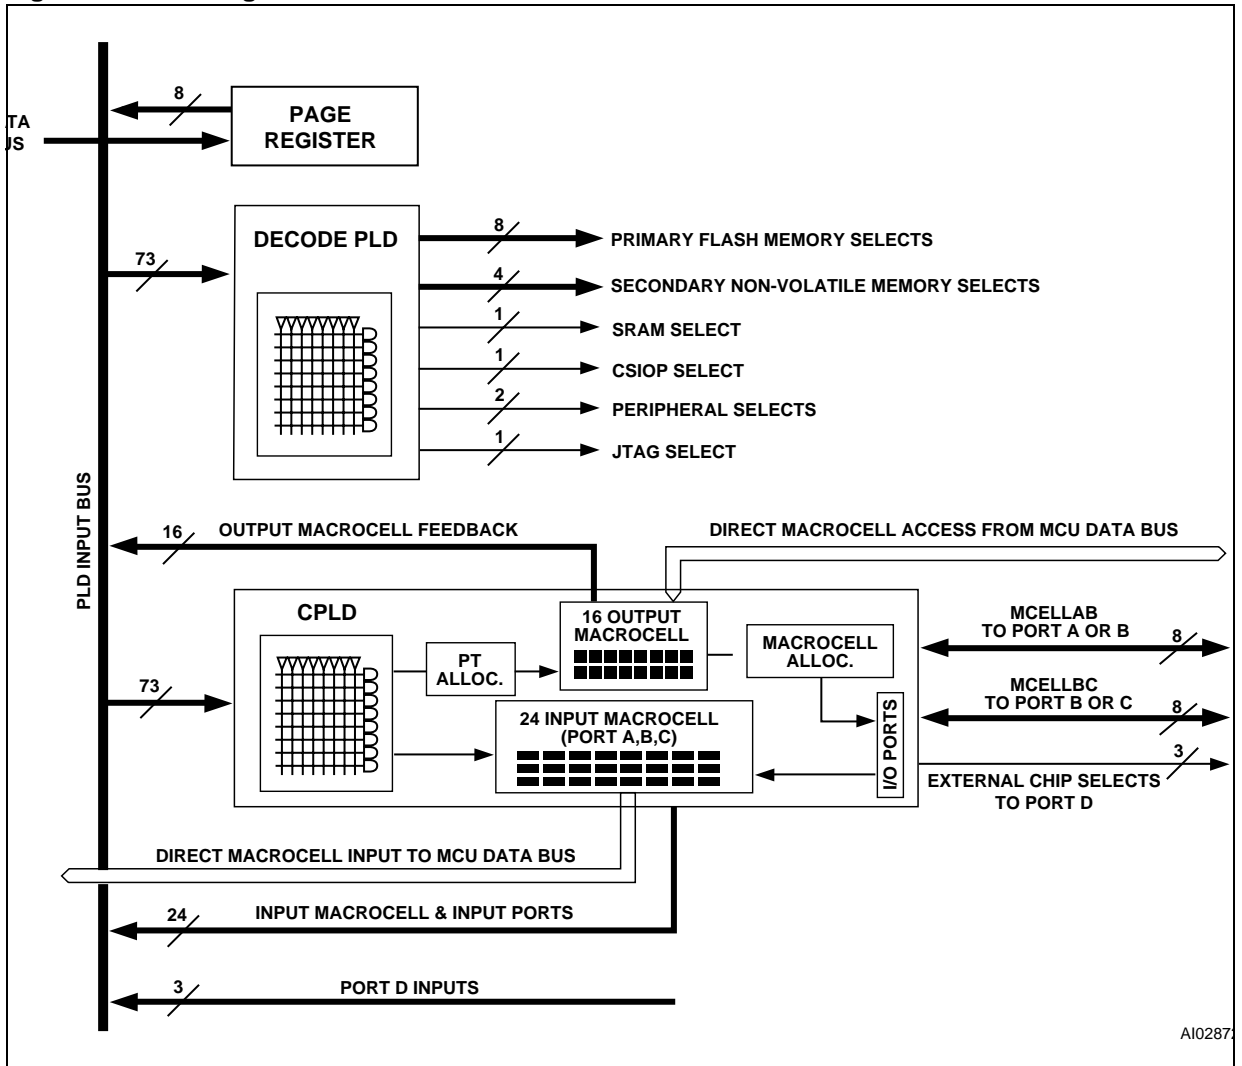 8
PAGE
REGISTER
TA
DECODE PLD
8
PRIMARY FLASH MEMORY SELECTS
73
4
SECONDARY NON-VOLATILE MEMORY SELECTS
1
SRAM SELECT
1
CSIOP SELECT
2
PERIPHERAL SELECTS
1
JTAG SELECT
PLD INPUT BUS
16
OUTPUT MACROCELL FEEDBACK
DIRECT MACROCELL ACCESS FROM MCU DATA BUS
CPLD
16 OUTPUT
MACROCELL
MACROCELL
ALLOC.
MCELLAB
TO PORT A OR B
8
PT
ALLOC.
73
24 INPUT MACROCELL
(PORT A,B,C)
I/O PORTS
MCELLBC
TO PORT B OR C
8
3
EXTERNAL CHIP SELECTS
TO PORT D
DIRECT MACROCELL INPUT TO MCU DATA BUS
24
INPUT MACROCELL & INPUT PORTS
3
PORT D INPUTS